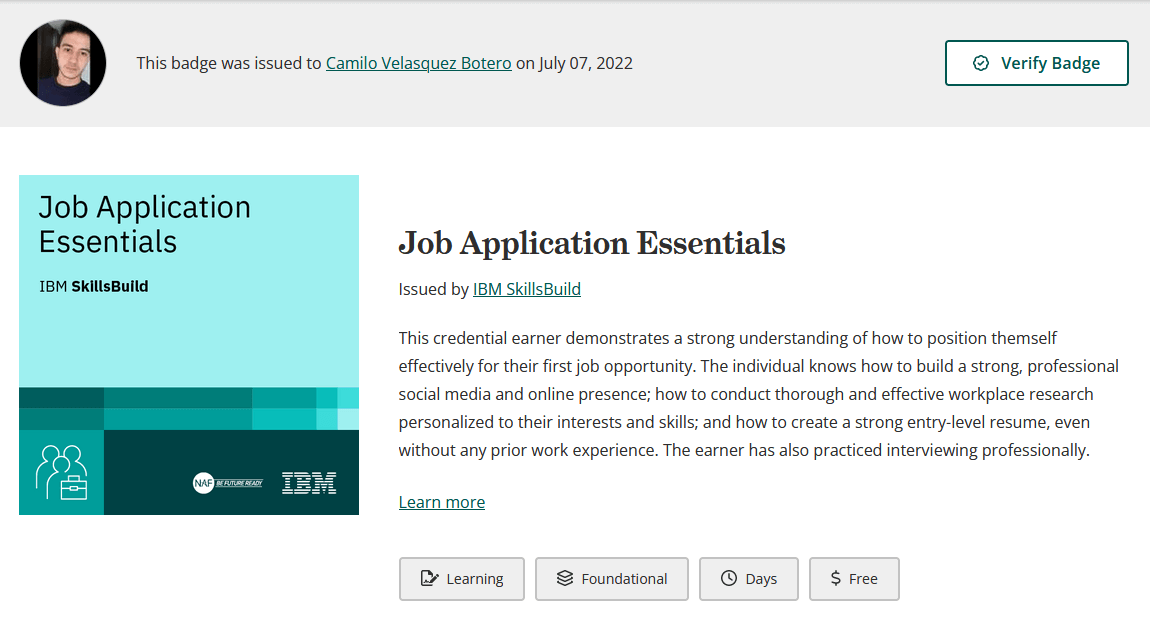 This badge was issued to Camilo Velasquez Botero on July 07, 2022
Verify Badge
Job Application
Essentials
IBM SkillsBuild
NAF BE FUTURE READY
IBM
Job Application Essentials
Issued by IBM SkillsBuild
This credential earner demonstrates a strong understanding of how to position themself
effectively for their first job opportunity. The individual knows how to build a strong, professional
social media and online presence; how to conduct thorough and effective workplace research
personalized to their interests and skills; and how to create a strong entry-level resume, even
without any prior work experience. The earner has also practiced interviewing professionally.
Learn more
Learning
Foundational
Days
$ Free